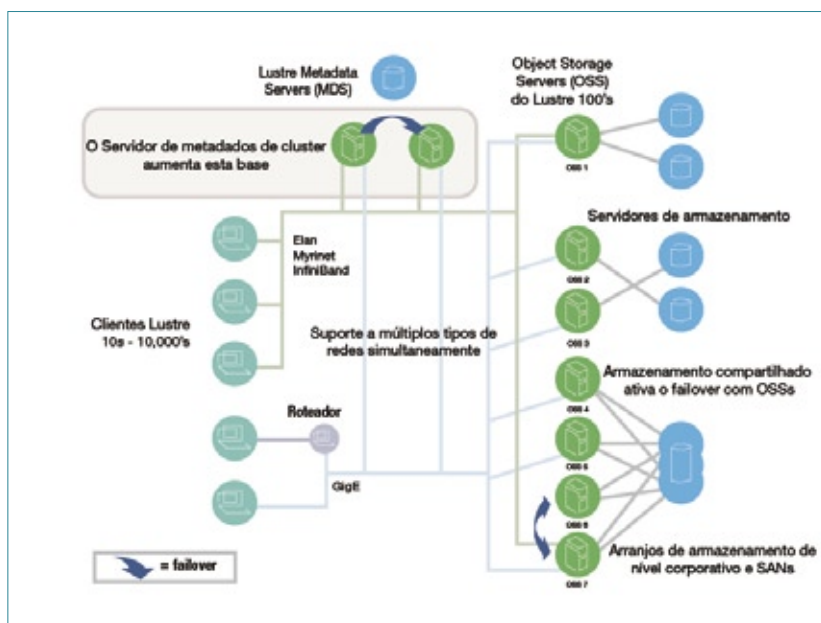 Lustre Metadata
Servers (MDS)
Object Storage
Servers (OSS)
do Lustre 100's
O Servidor de metadados de cluster
aumenta esta base
OSS 1
Elan
Myrinet
InfiniBand
Servidores de armazenamento
OSS 2
Clientes Lustre
10s - 10,000's
Suporte a múltiplos tipos de
redes simultaneamente
OSS 3
Armazenamento compartilhado
ativa o failover com OSSs
OSS 4
Roteador
OSS 5
GigE
OSS 6
Arranjos de armazenamento de
nível corporativo e SANs
OSS 7
= failover